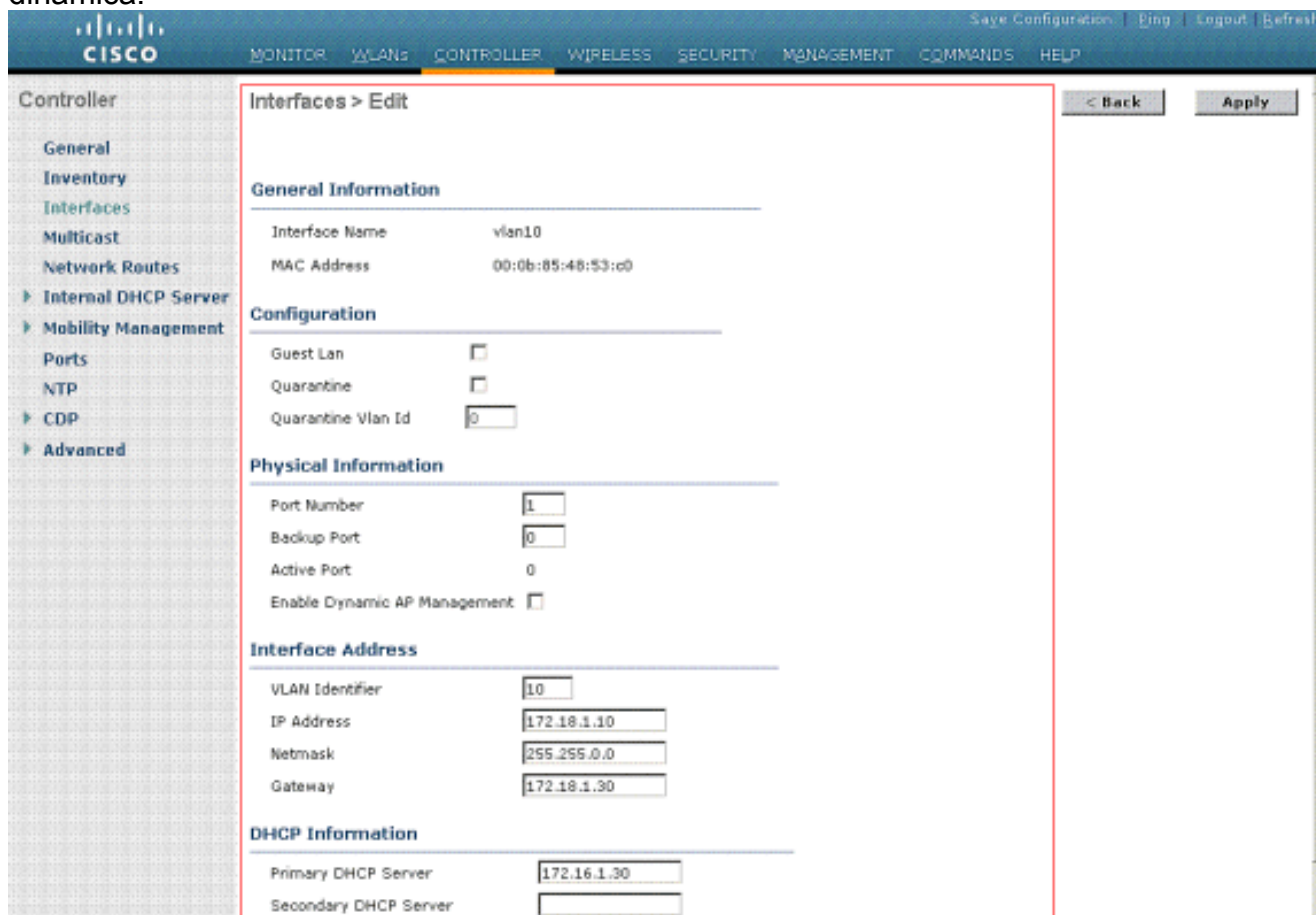 dinámica.
Save Configuration | Ping | Logout | Refresh
CISCO
MONITOR WLANs CONTROLLER WIRELESS SECURITY MANAGEMENT COMMANDS HELP
Controller
General
Inventory
Interfaces
Multicast
Network Routes
Internal DHCP Server
Mobility Management
Ports
NTP
CDP
Advanced
Interfaces > Edit
< Back Apply
General Information
Interface Name vlan10
MAC Address 00:0b:85:48:53:c0
Configuration
Guest Lan
Quarantine
Quarantine Vlan Id 0
Physical Information
Port Number 1
Backup Port 0
Active Port 0
Enable Dynamic AP Management
Interface Address
VLAN Identifier 10
IP Address 172.18.1.10
Netmask 255.255.0.0
Gateway 172.18.1.30
DHCP Information
Primary DHCP Server 172.16.1.30
Secondary DHCP Server